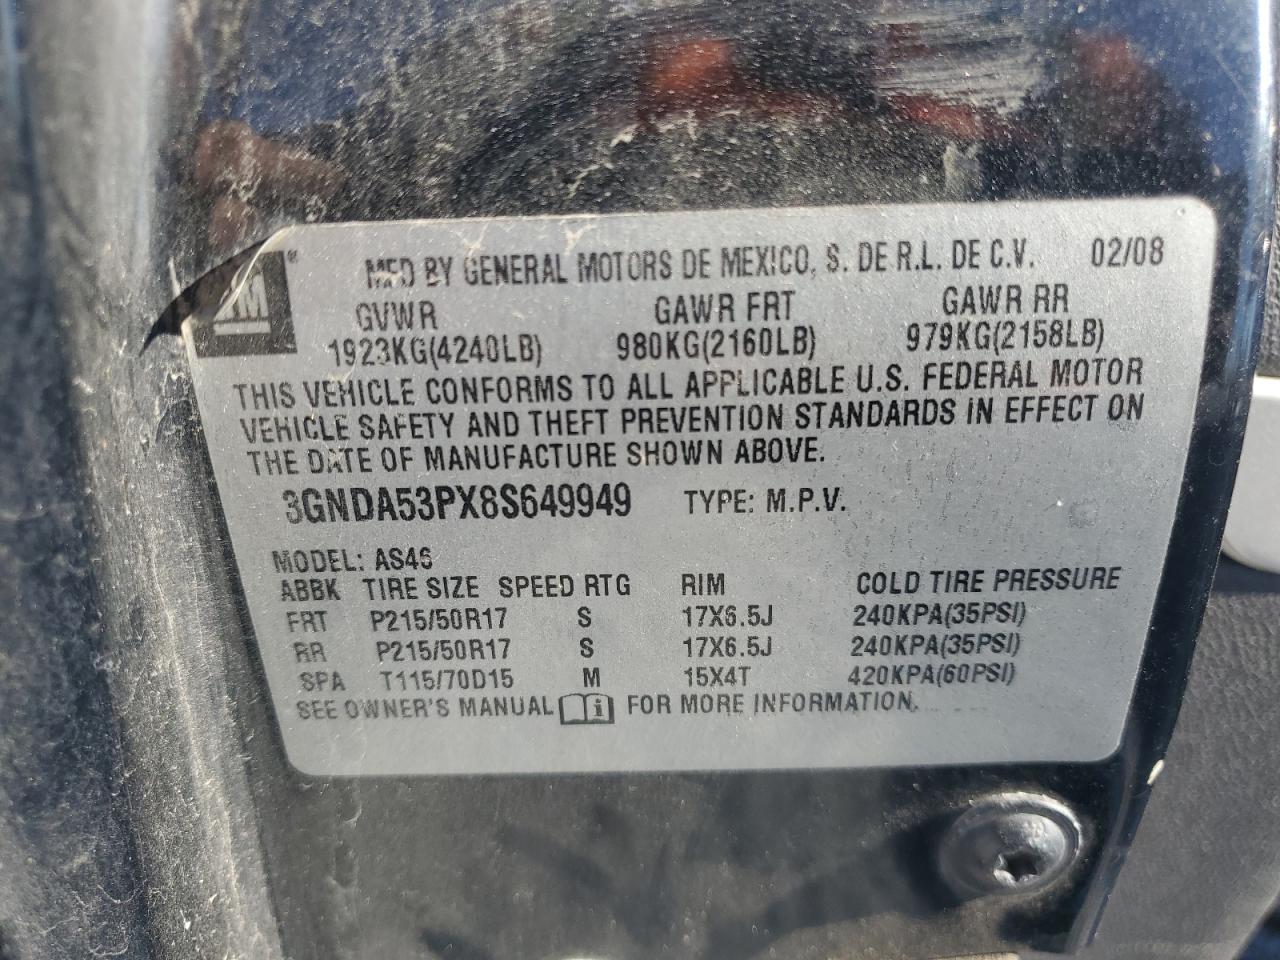 GM
MFD BY GENERAL MOTORS DE MEXICO, S. DE R.L. DE C.V. 02/08
GVWR GAWR FRT GAWR RR
1923KG(4240LB) 980KG(2160LB) 979KG(2158LB)
THIS VEHICLE CONFORMS TO ALL APPLICABLE U.S. FEDERAL MOTOR
VEHICLE SAFETY AND THEFT PREVENTION STANDARDS IN EFFECT ON
THE DATE OF MANUFACTURE SHOWN ABOVE.
3GNDA53PX8S649949 TYPE: M.P.V.
MODEL: AS46
ABBK TIRE SIZE SPEED RTG RIM COLD TIRE PRESSURE
FRT P215/50R17 S 17X6.5J 240KPA(35PSI)
RR P215/50R17 S 17X6.5J 240KPA(35PSI)
SPA T115/70D15 M 15X4T 420KPA(60PSI)
SEE OWNER'S MANUAL i FOR MORE INFORMATION.